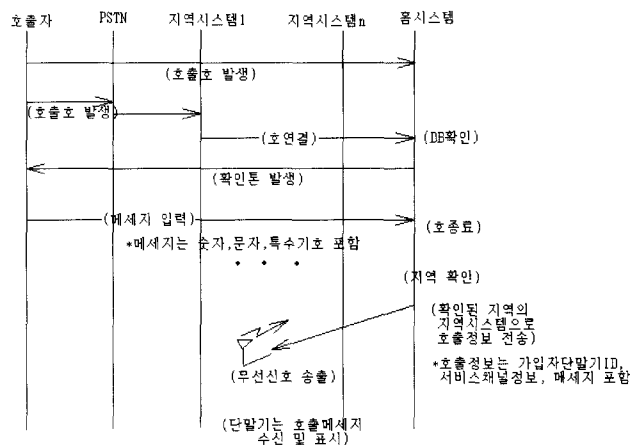 호출자 PSTN 지역시스템1 지역시스템n 홈시스템
(호출호 발생)
(호출호 발생)
(호연결) (DB확인)
(확인톤 발생)
(메세지 입력) (호종료)
*메세지는 숫자,문자,특수기호 포함
(지역 확인)
(확인된 지역의
지역시스템으로
호출정보 전송)
*호출정보는 가입자단말기ID,
서비스채널정보, 메세지 포함
(무선신호 송출)
(단말기는 호출메세지
수신 및 표시)